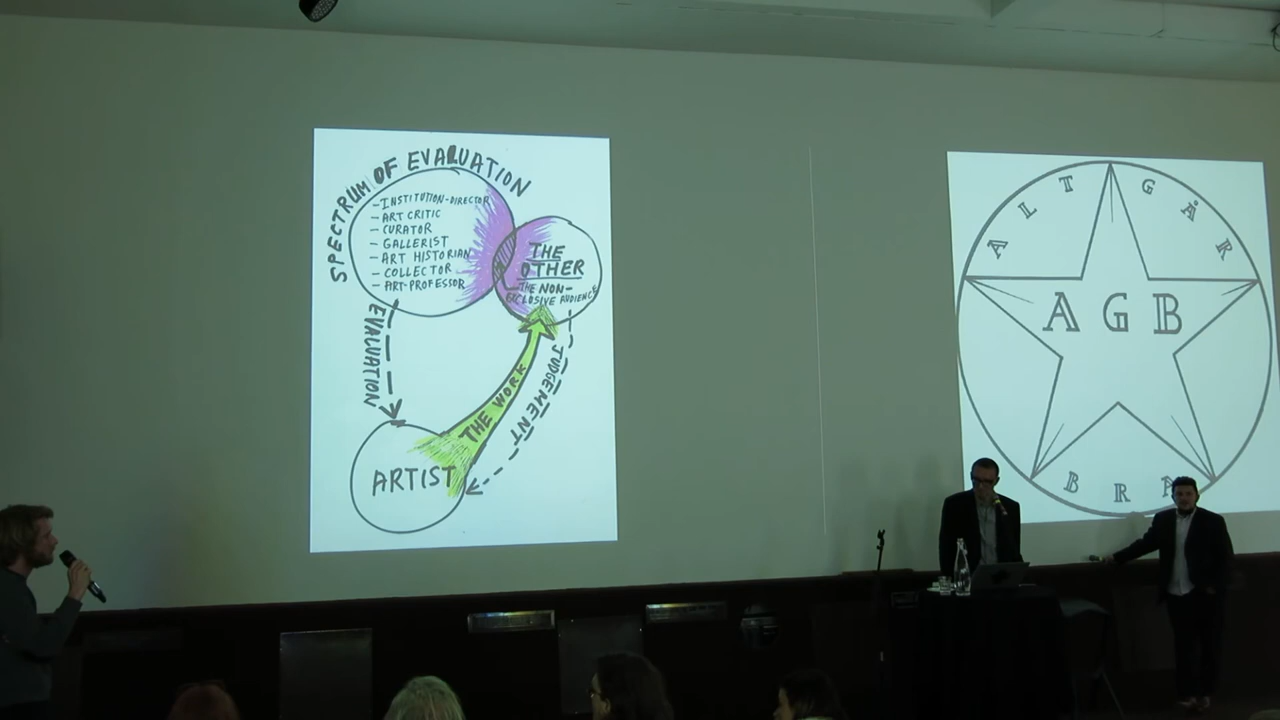 SPECTRUM OF EVALUATION
- INSTITUTION-DIRECTOR
- ART CRITIC
- CURATOR
- GALLERIST
- ART HISTORIAN
- COLLECTOR
- ART-PROFESSOR
THE
OTHER
THE NON-
EXCLUSIVE AUDIENCE
EVALUATION
THE WORK
JUDGEMENT
ARTIST
ALT GÅR
AGB
BRA